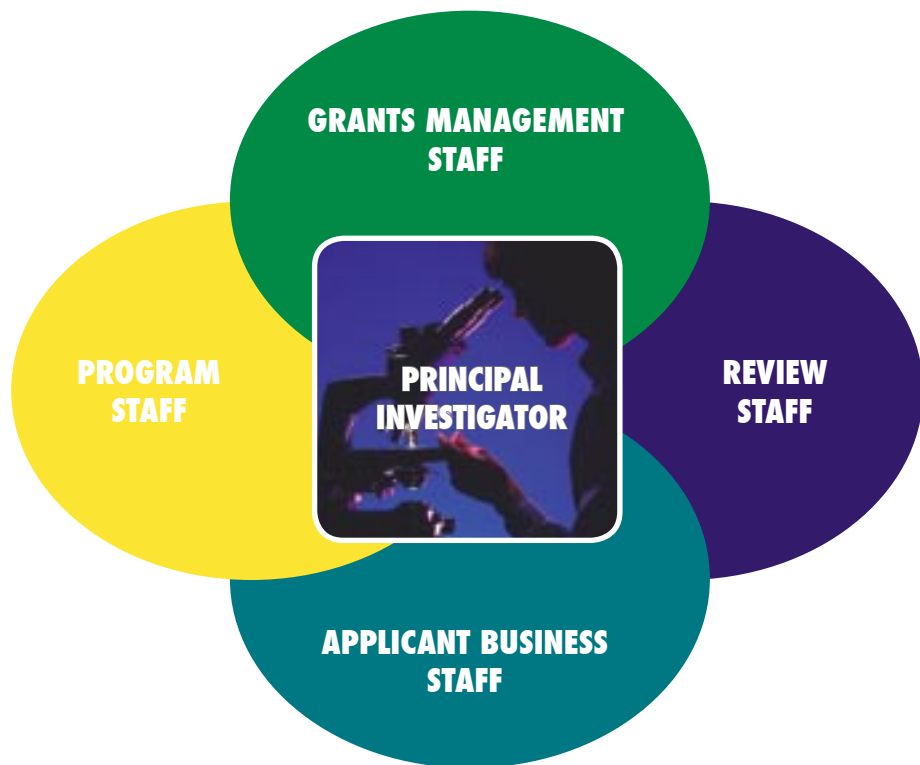 GRANTS MANAGEMENT
STAFF
PROGRAM
STAFF
PRINCIPAL
INVESTIGATOR
REVIEW
STAFF
APPLICANT BUSINESS
STAFF